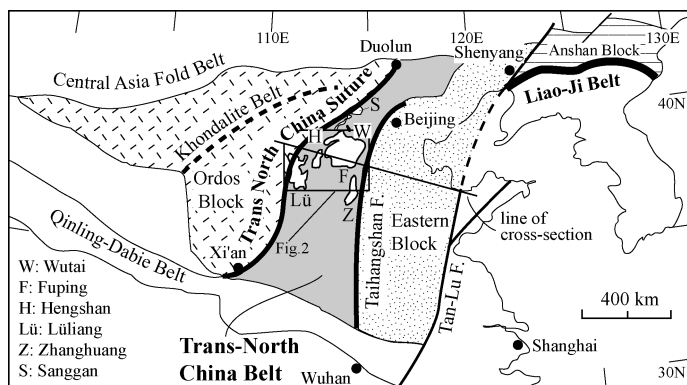 110E
120E
130E
Duolun
Shenyang
Anshan Block
Central Asia Fold Belt
Liao-Ji Belt
Khondalite Belt
Trans North China Suture
S
Beijing
40N
H
W
Ordos
Block
F
Lü
Z
Taihangshan F.
Eastern
Block
line of
cross-section
Qinling-Dabie Belt
Xi'an
Fig.2
Tan-Lu F.
W: Wutai
F: Fuping
H: Hengshan
Lü: Lüliang
Z: Zhanghuang
S: Sanggan
400 km
Trans-North
China Belt
Wuhan
Shanghai
30N